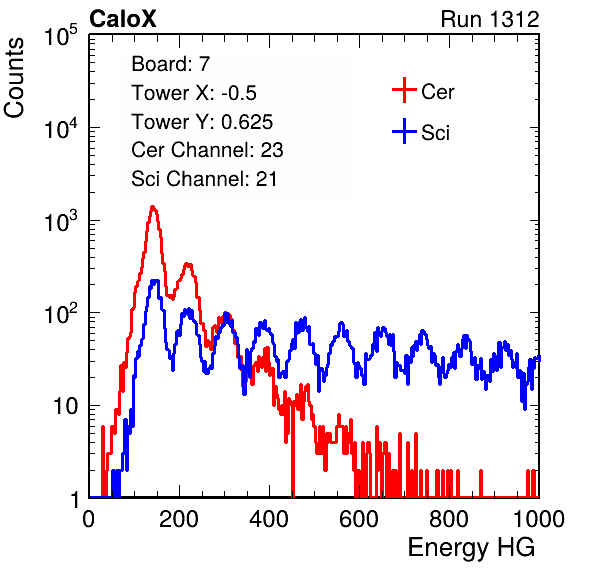 CaloX Run 1312
Board: 7
Tower X: -0.5
Tower Y: 0.625
Cer Channel: 23
Sci Channel: 21
Cer
Sci
Counts
10^5
10^4
10^3
10^2
10
1
0 200 400 600 800 1000
Energy HG